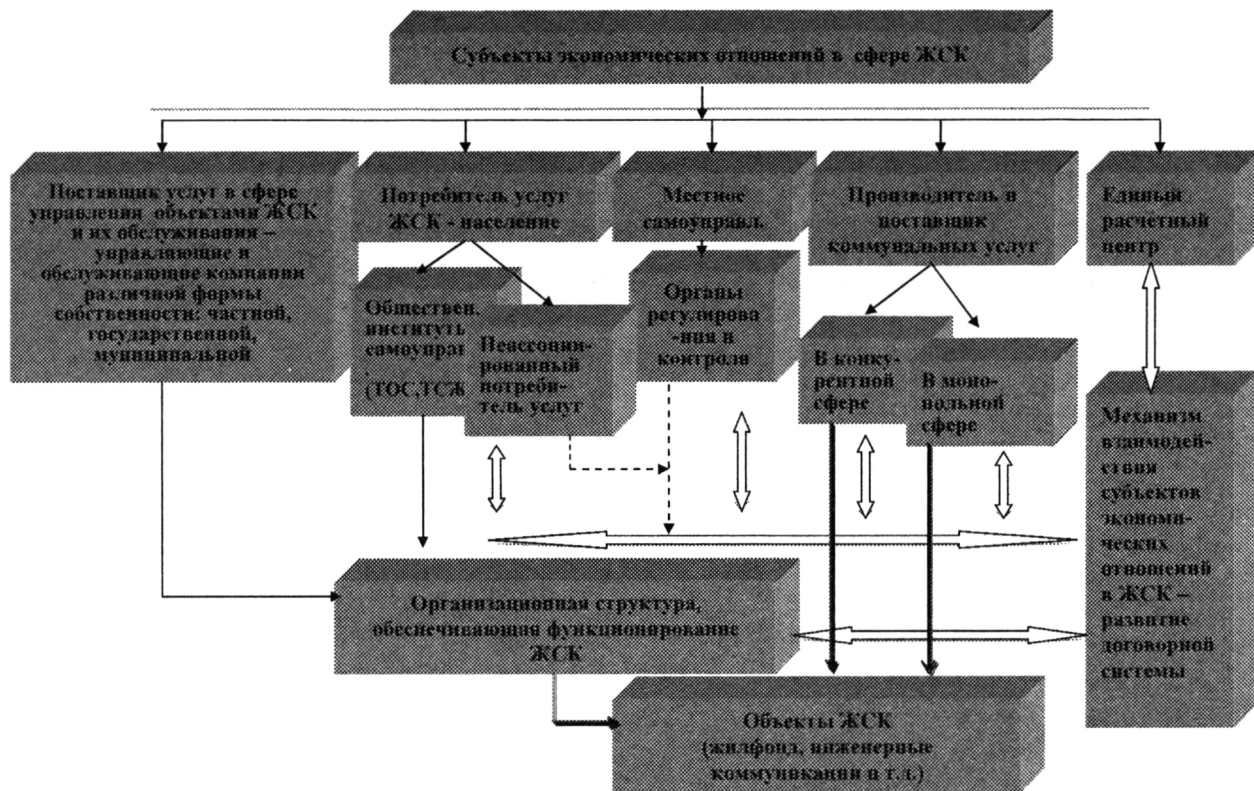 Субъекты экономических отношений в сфере ЖСК
Поставщик услуг в сфере
управления объектами ЖСК
и их обслуживания –
управляющие и
обслуживающие компании
различной формы
собственности: частной,
государственной,
муниципальной
Потребитель услуг
ЖСК - население
Местное
самоуправл.
Производитель и
поставщик
коммунальных услуг
Единый
расчетный
центр
Обществен.
институты
самоуправ
.
(ТОС,ТСЖ
Неассоции-
рованный
потреби-
тель услуг
Органы
регулирова
-ния и
контроля
В конку-
рентной
сфере
В моно-
польной
сфере
Механизм
взаимодей-
ствия
субъектов
экономи-
ческих
отношений
в ЖСК –
развитие
договорной
системы
Организационная структура,
обеспечивающая функционирование
ЖСК
Объекты ЖСК
(жилфонд, инженерные
коммуникации и т.д.)